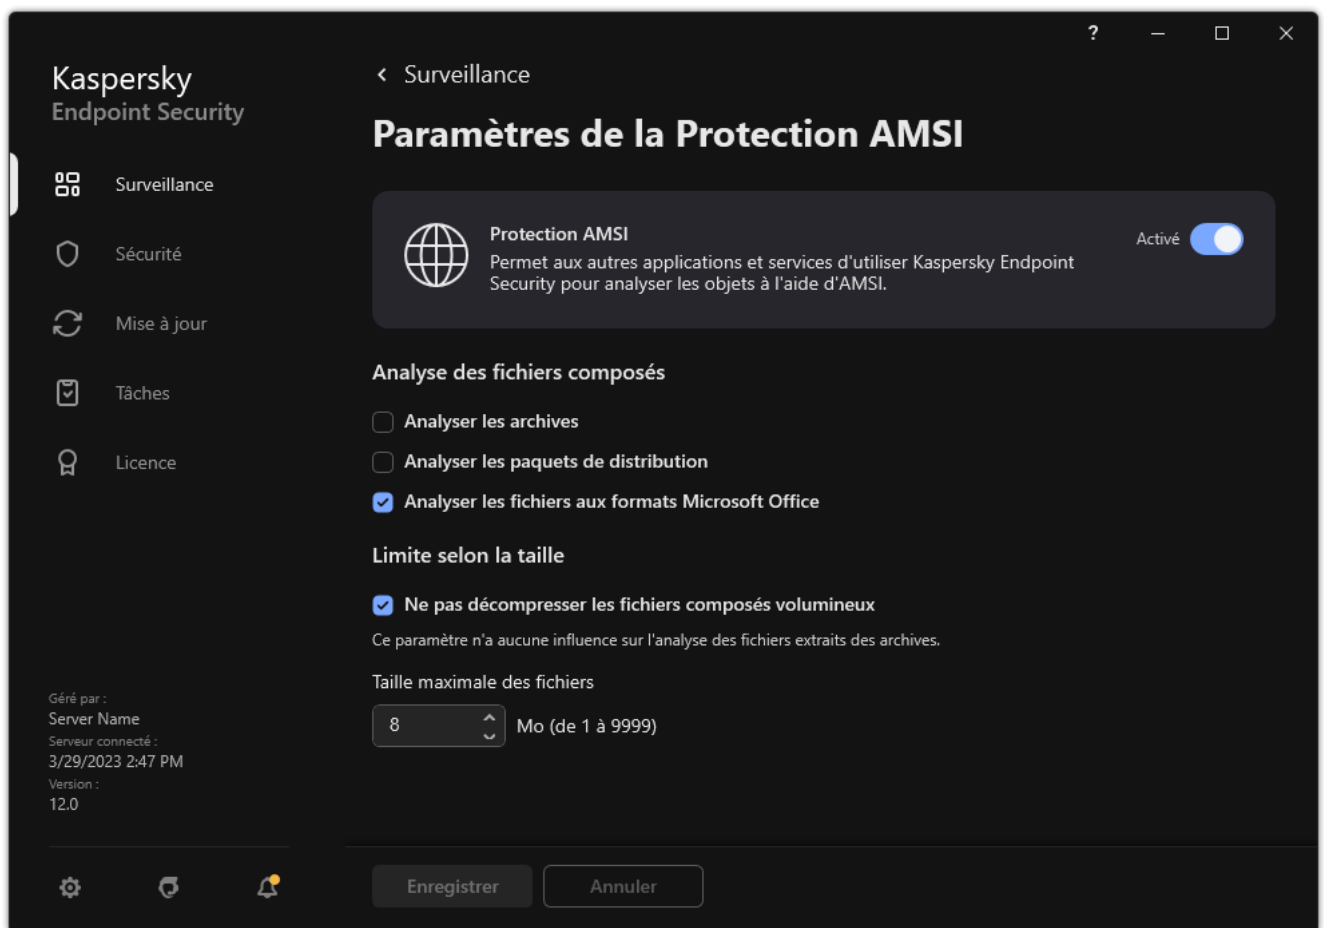 ?
Kaspersky
Endpoint Security
Surveillance
Sécurité
Mise à jour
Tâches
Licence
Géré par :
Server Name
Serveur connecté :
3/29/2023 2:47 PM
Version :
12.0
Surveillance
Paramètres de la Protection AMSI
Protection AMSI
Permet aux autres applications et services d'utiliser Kaspersky Endpoint
Security pour analyser les objets à l'aide d'AMSI.
Activé
Analyse des fichiers composés
Analyser les archives
Analyser les paquets de distribution
Analyser les fichiers aux formats Microsoft Office
Limite selon la taille
Ne pas décompresser les fichiers composés volumineux
Ce paramètre n'a aucune influence sur l'analyse des fichiers extraits des archives.
Taille maximale des fichiers
8 Mo (de 1 à 9999)
Enregistrer Annuler